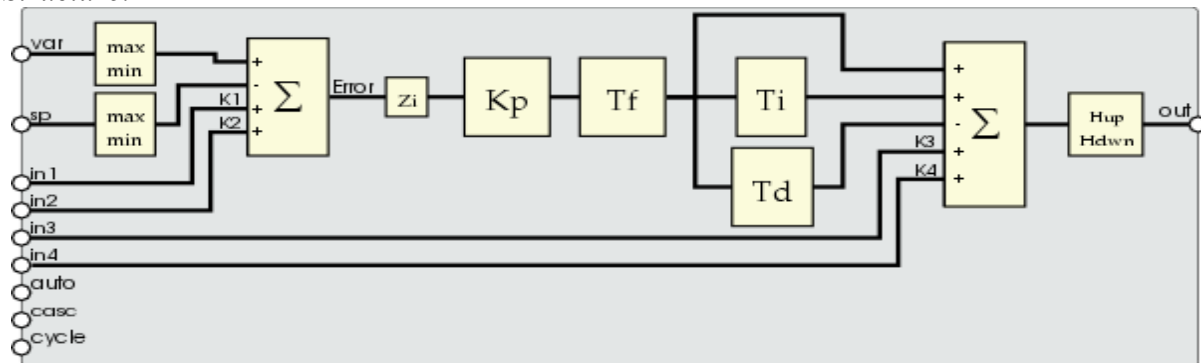 var
max
min
+
-
K1
+
K2
+
Σ
Error
Zi
Kp
Tf
Ti
Td
+
+
-
K3
+
K4
+
Σ
Hup
Hdwn
out
sp
max
min
in1
in2
in3
in4
auto
casc
cycle